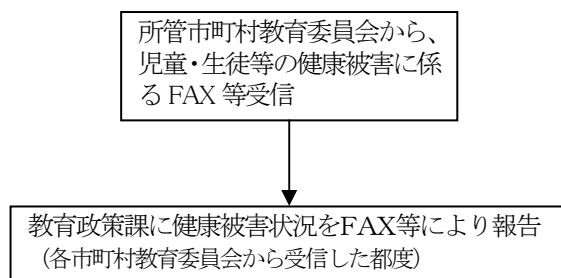 所管市町村教育委員会から、
児童・生徒等の健康被害に係
る FAX 等受信
教育政策課に健康被害状況をFAX等により報告
（各市町村教育委員会から受信した都度）